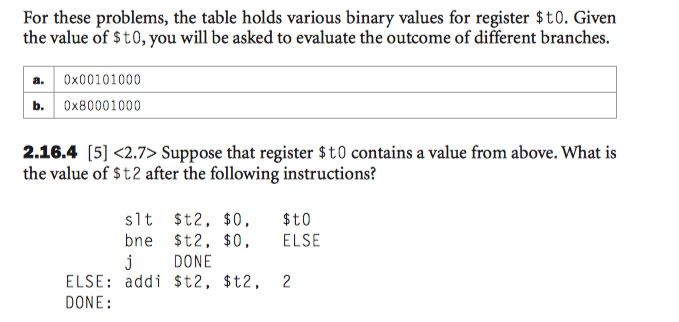 For these problems, the table holds various binary values for register $t0. Given
the value of $t0, you will be asked to evaluate the outcome of different branches.
a. 0x00101000
b. 0x80001000
2.16.4 [5] <2.7> Suppose that register $t0 contains a value from above. What is
the value of $t2 after the following instructions?
slt $t2, $0, $t0
bne $t2, $0, ELSE
j DONE
ELSE: addi $t2, $t2, 2
DONE: